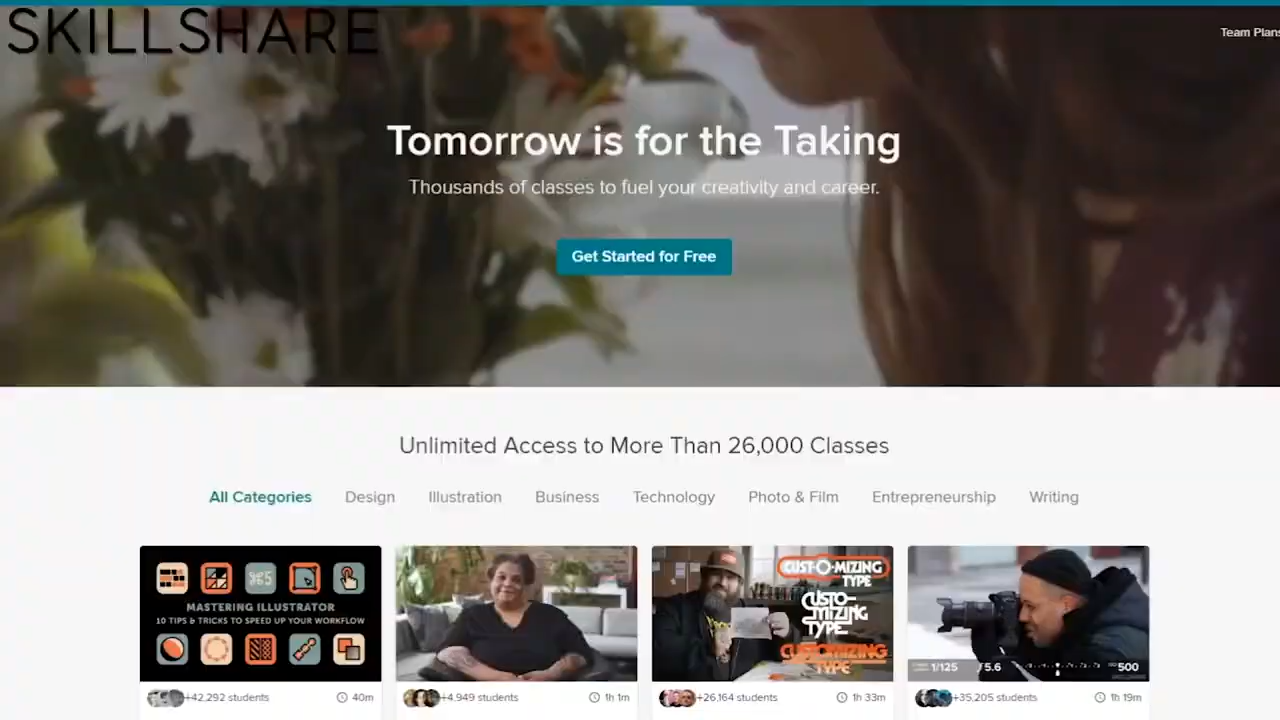 SKILLSHARE
Team Plans
Tomorrow is for the Taking
Thousands of classes to fuel your creativity and career.
Get Started for Free
Unlimited Access to More Than 26,000 Classes
All Categories Design Illustration Business Technology Photo & Film Entrepreneurship Writing
⌘5
MASTERING ILLUSTRATOR
10 TIPS & TRICKS TO SPEED UP YOUR WORKFLOW
CUST-O-MIZING
TYPE
CUSTO-
MIZING
TYPE
CUSTOMIZING
TYPE
1/125 5.6 500
+42,292 students 40m
+4,949 students 1h 1m
+26,164 students 1h 33m
+35,205 students 1h 19m